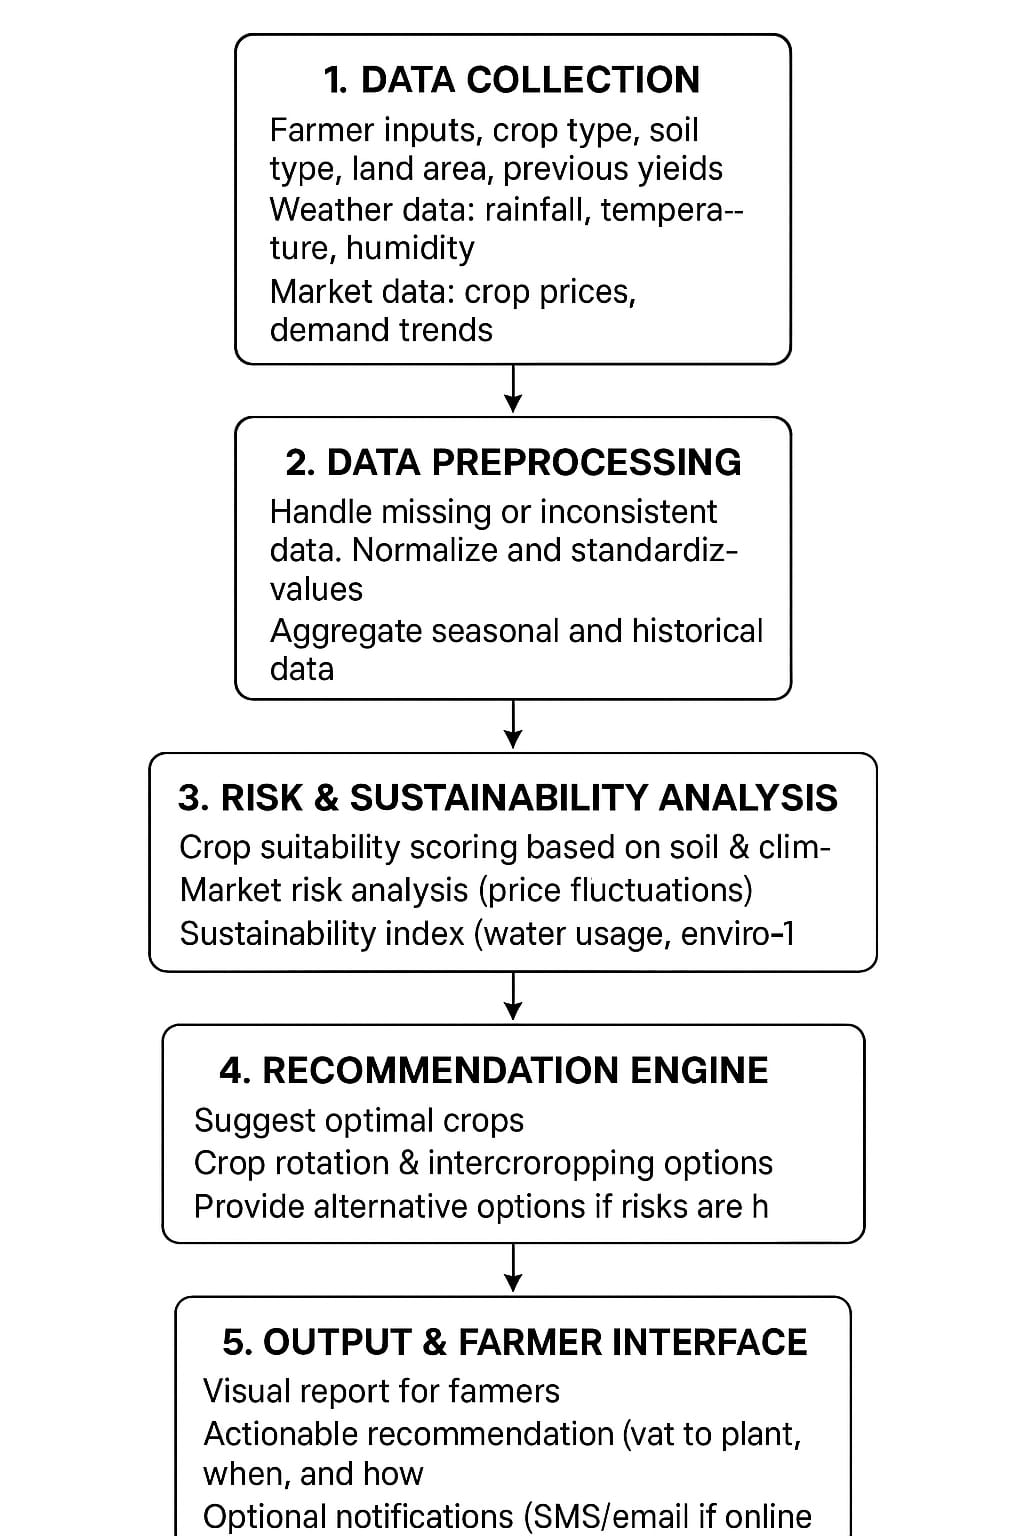 1. DATA COLLECTION
Farmer inputs, crop type, soil
type, land area, previous yieids
Weather data: rainfall, tempera--
ture, humidity
Market data: crop prices,
demand trends
2. DATA PREPROCESSING
Handle missing or inconsistent
data. Normalize and standardiz-
values
Aggregate seasonal and historical
data
3. RISK & SUSTAINABILITY ANALYSIS
Crop suitability scoring based on soil & clim-
Market risk analysis (price fluctuations)
Sustainability index (water usage, enviro-1
4. RECOMMENDATION ENGINE
Suggest optimal crops
Crop rotation & intercroropping options
Provide alternative options if risks are h
5. OUTPUT & FARMER INTERFACE
Visual report for famers
Actionable recommendation (vat to plant,
when, and how
Optional notifications (SMS/email if online